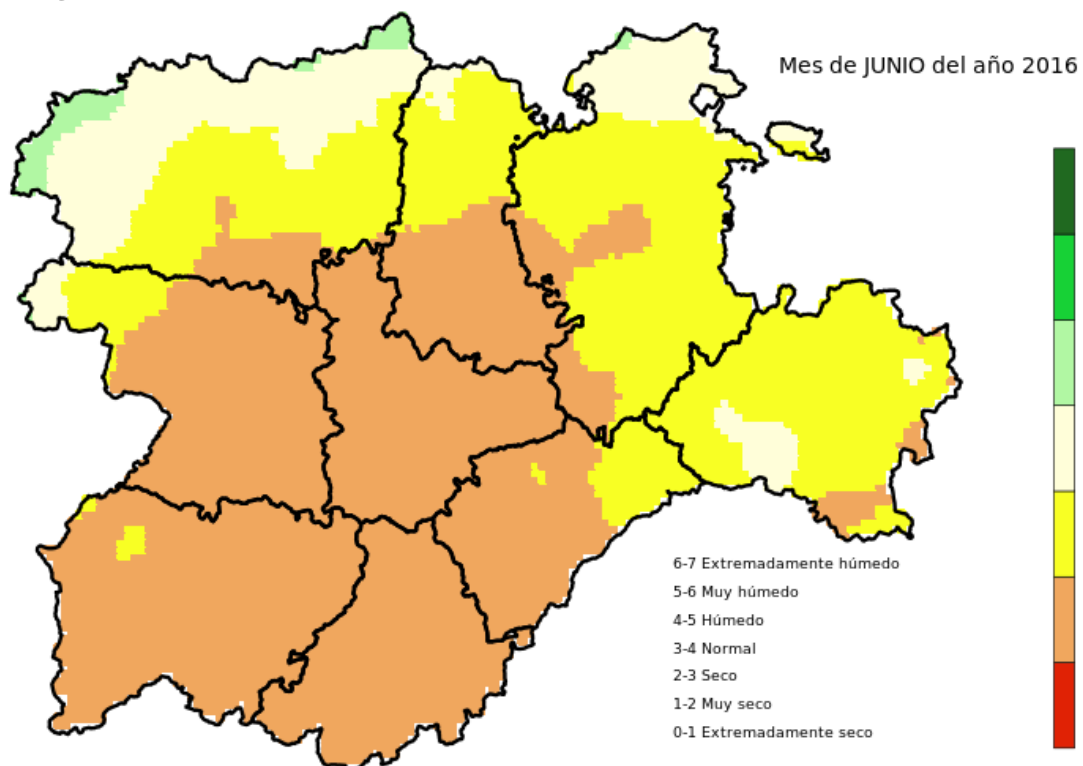 Mes de JUNIO del año 2016
6-7 Extremadamente húmedo
5-6 Muy húmedo
4-5 Húmedo
3-4 Normal
2-3 Seco
1-2 Muy seco
0-1 Extremadamente seco